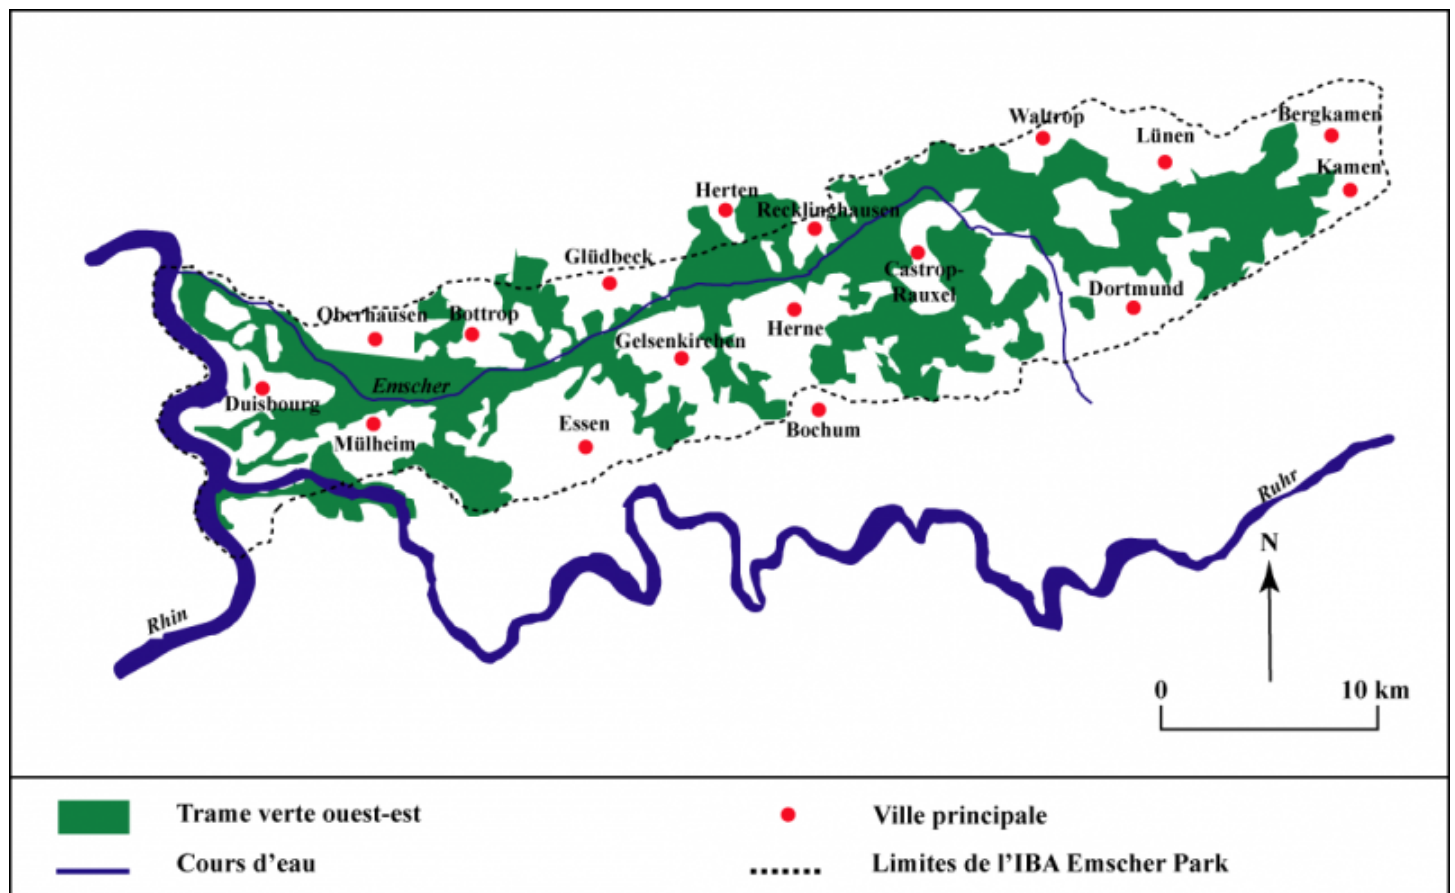 Waltrop
Bergkamen
Lünen
Kamen
Herten
Recklinghausen
Glüdbeck
Castrop-
Rauxel
Dortmund
Oberhausen
Bottrop
Herne
Gelsenkirchen
Emscher
Duisbourg
Essen
Bochum
Mülheim
Ruhr
N
Rhin
0
10 km
Trame verte ouest-est
Ville principale
Cours d’eau
Limites de l’IBA Emscher Park